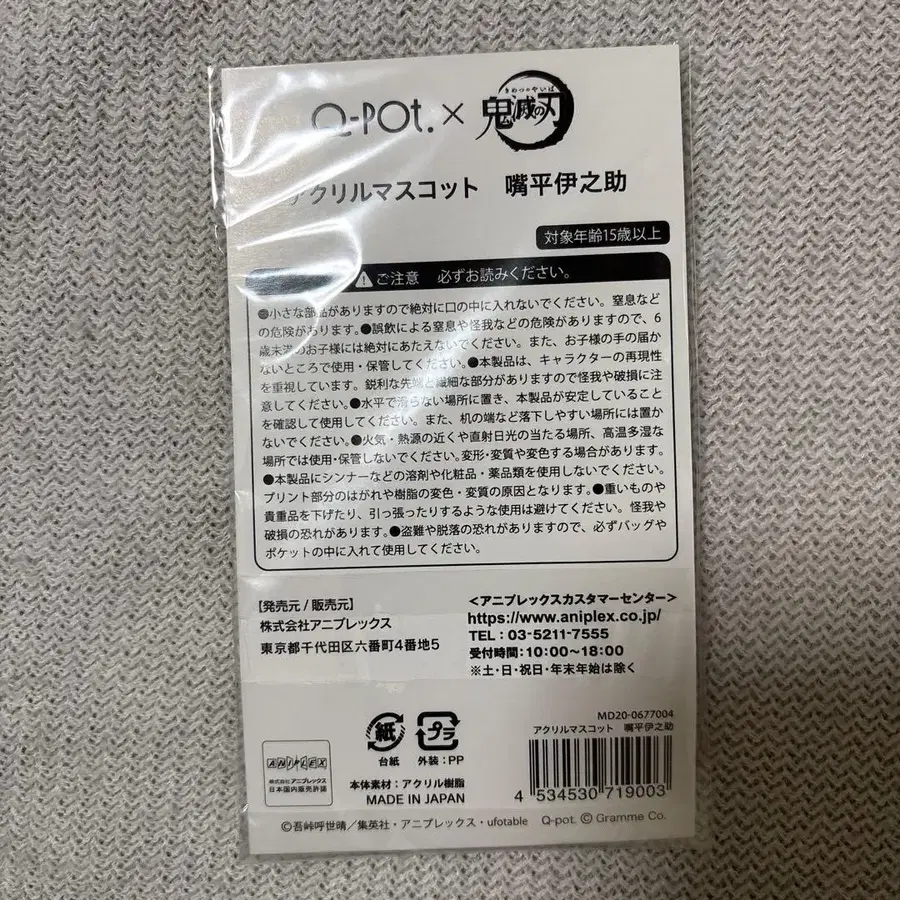 Q-POt. × 鬼滅の刃
きめつのやいば
アクリルマスコット 嘴平伊之助
対象年齢15歳以上
ご注意 必ずお読みください。
●小さな部品がありますので絶対に口の中に入れないでください。窒息など
の危険があります。●誤飲による窒息や怪我などの危険がありますので、6
歳未満のお子様には絶対にあたえないでください。また、お子様の手の届か
ないところで使用・保管してください。●本製品は、キャラクターの再現性
を重視しています。鋭利な先端と繊細な部分がありますので怪我や破損に注
意してください。●水平で滑らない場所に置き、本製品が安定していること
を確認して使用してください。また、机の端など落下しやすい場所には置か
ないでください。●火気・熱源の近くや直射日光の当たる場所、高温多湿な
場所では使用・保管しないでください。変形・変質や変色する場合があります。
●本製品にシンナーなどの溶剤や化粧品・薬品類を使用しないでください。
プリント部分のはがれや樹脂の変色・変質の原因となります。●重いものや
貴重品を下げたり、引っ張ったりするような使用は避けてください。怪我や
破損の恐れがあります。●盗難や脱落の恐れがありますので、必ずバッグや
ポケットの中に入れて使用してください。
【発売元 / 販売元】
株式会社アニプレックス
東京都千代田区六番町4番地5
<アニプレックスカスタマーセンター>
https://www.aniplex.co.jp/
TEL : 03-5211-7555
受付時間 : 10:00〜18:00
※土・日・祝日・年末年始は除く
ANIPLEX
株式会社アニプレックス
日本国内販売許諾
紙
台紙
プラ
外装 : PP
本体素材 : アクリル樹脂
MADE IN JAPAN
MD20-0677004
アクリルマスコット 嘴平伊之助
4 534530 719003
©吾峠呼世晴／集英社・アニプレックス・ufotable Q-pot. © Gramme Co.